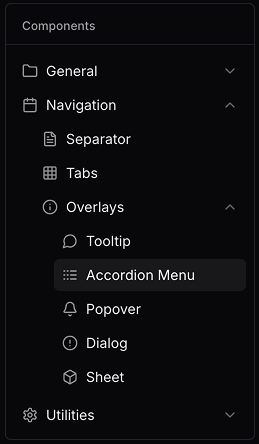 Components
General
Navigation
Separator
Tabs
Overlays
Tooltip
Accordion Menu
Popover
Dialog
Sheet
Utilities